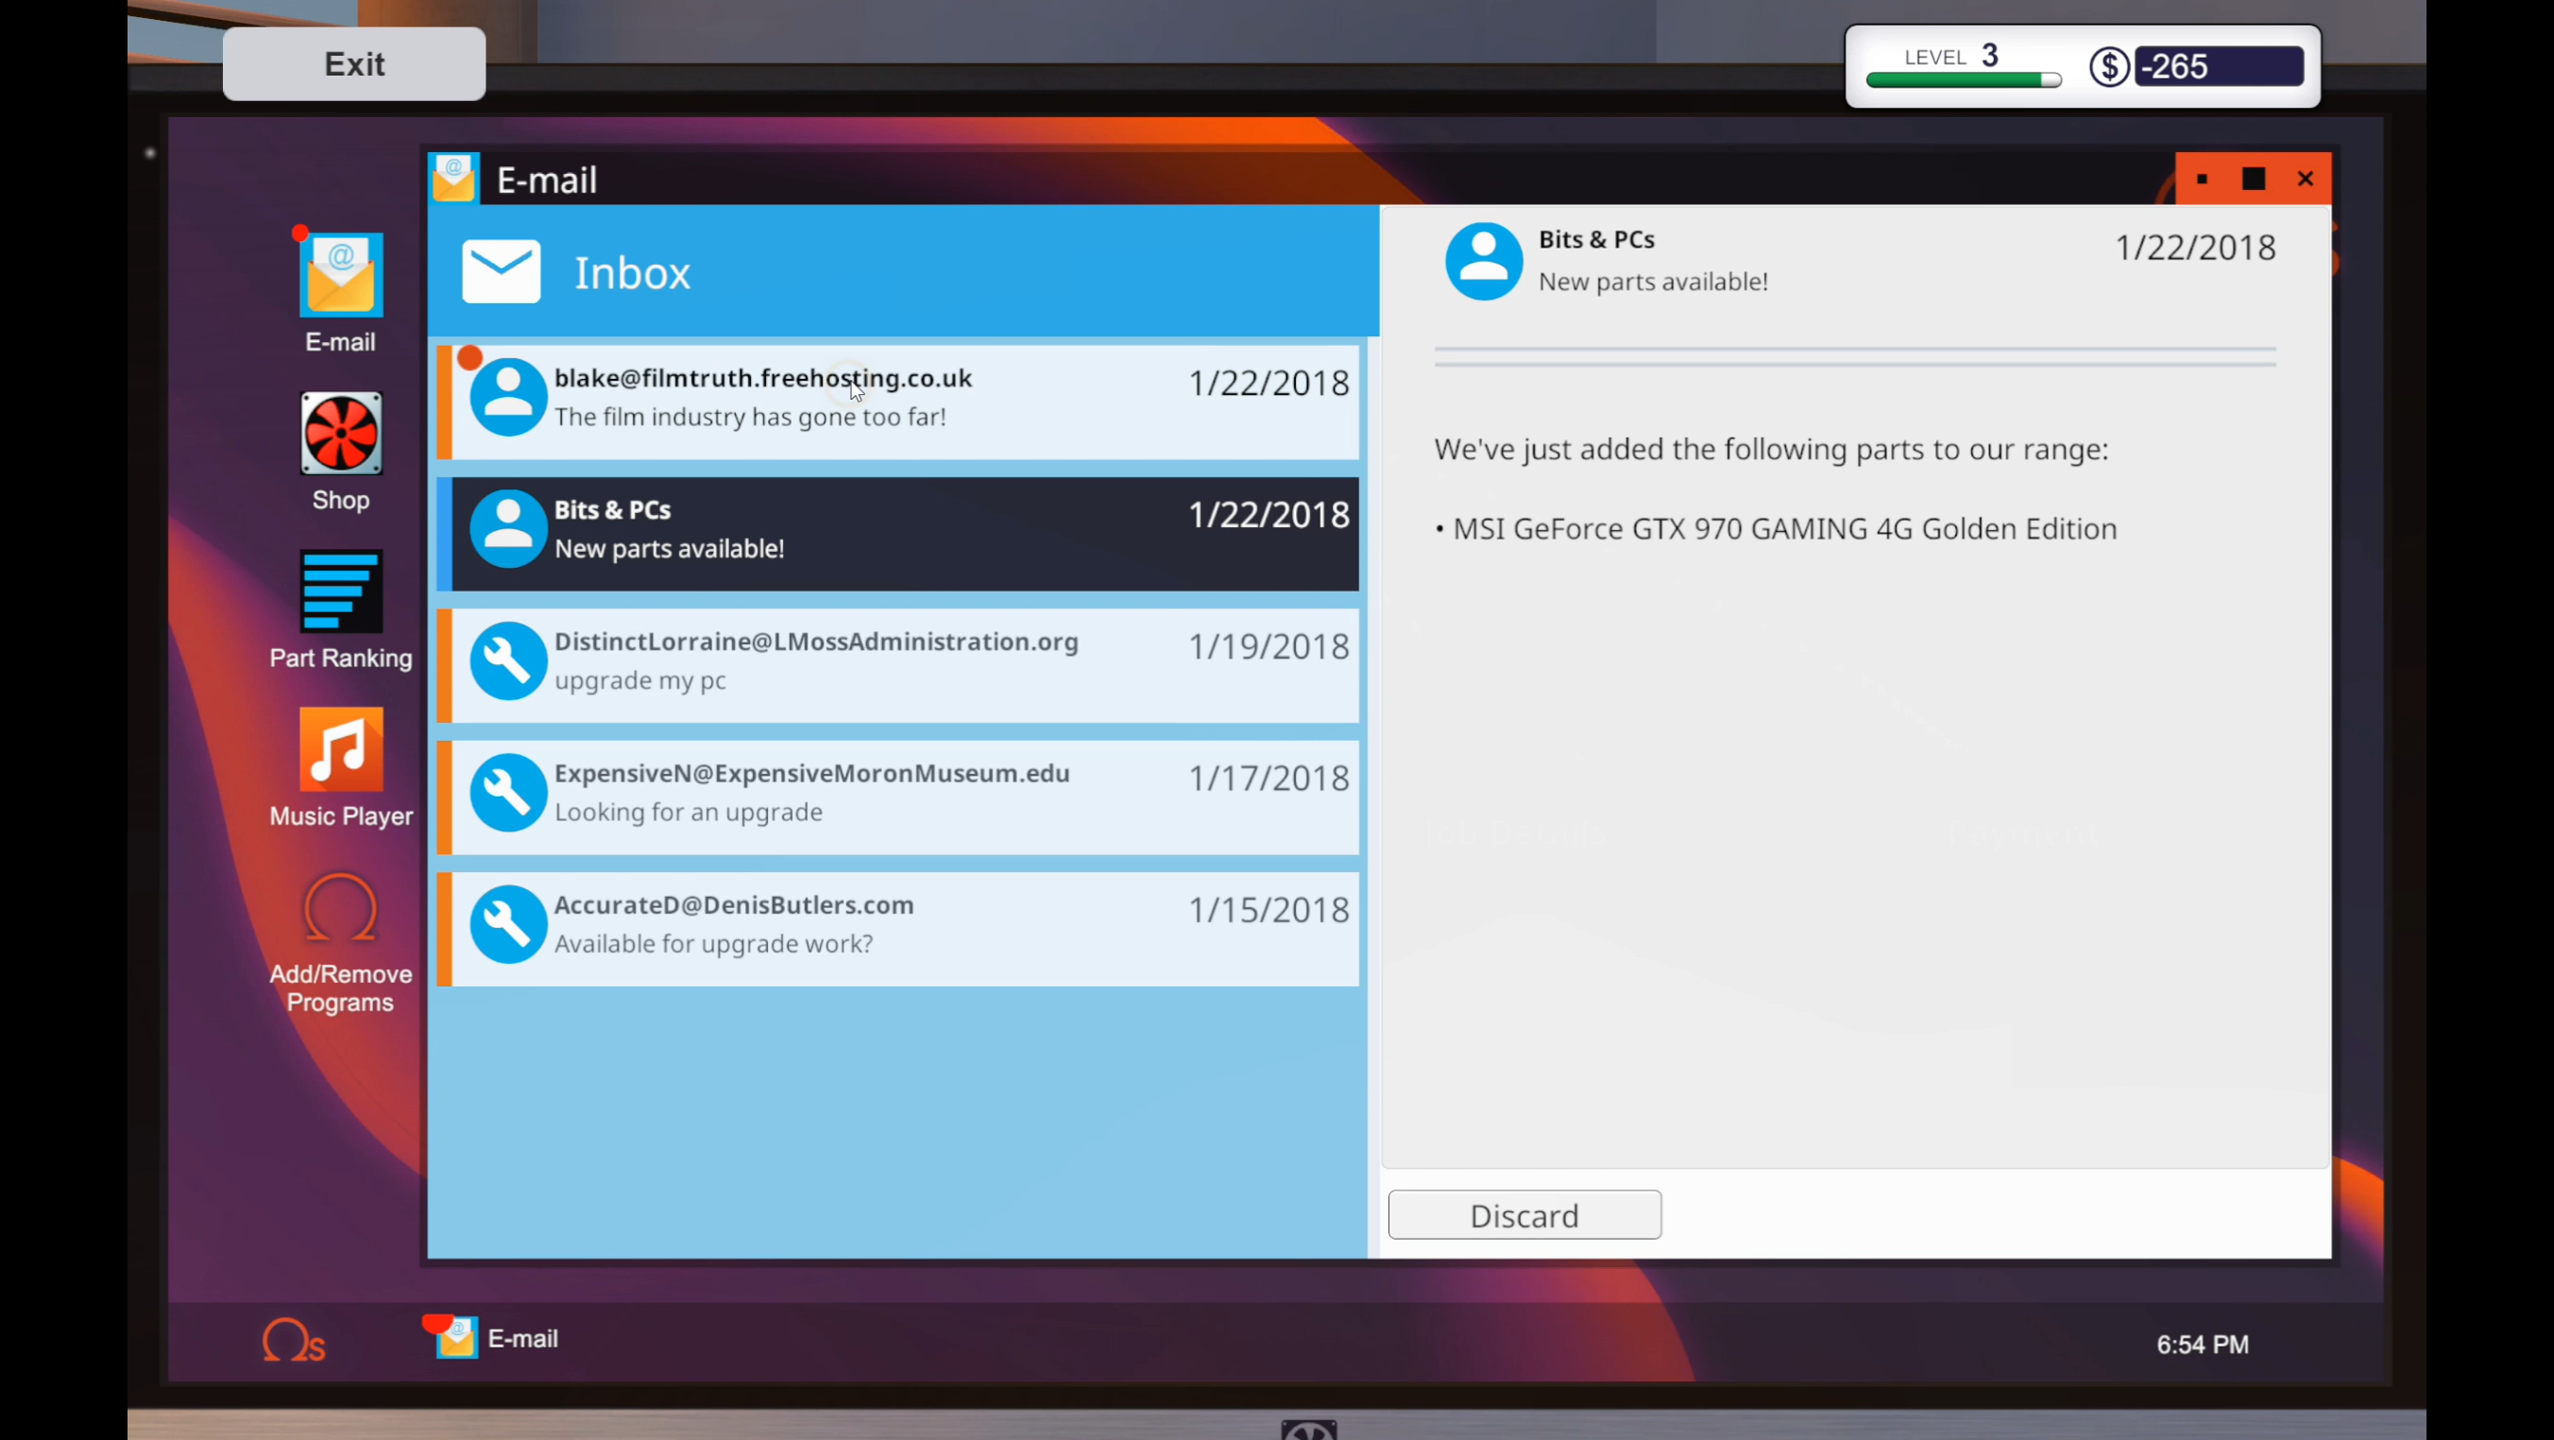 Exit
LEVEL 3
$ -265
E-mail
Inbox
blake@filmtruth.freehosting.co.uk
1/22/2018
The film industry has gone too far!
Bits & PCs
1/22/2018
New parts available!
DistinctLorraine@LMossAdministration.org
1/19/2018
upgrade my pc
ExpensiveN@ExpensiveMoronMuseum.edu
1/17/2018
Looking for an upgrade
AccurateD@DenisButlers.com
1/15/2018
Available for upgrade work?
Bits & PCs
1/22/2018
New parts available!
We've just added the following parts to our range:
• MSI GeForce GTX 970 GAMING 4G Golden Edition
Job Details
Payment
Discard
E-mail
Shop
Part Ranking
Music Player
Add/Remove
Programs
Ωs
E-mail
6:54 PM